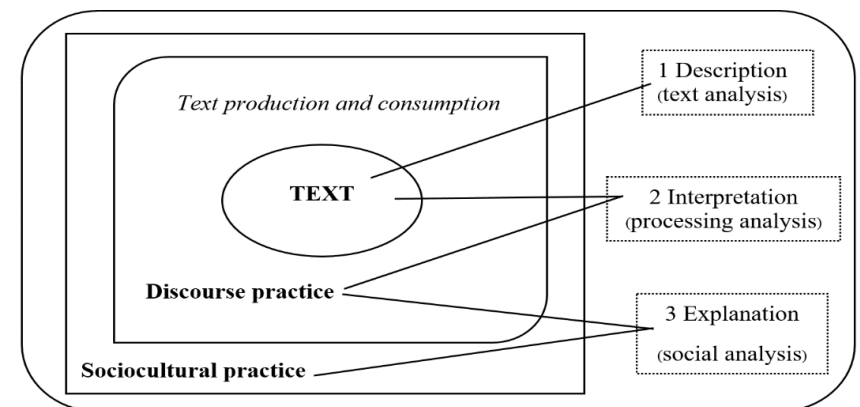 Text production and consumption
TEXT
Discourse practice
Sociocultural practice
1 Description
(text analysis)
2 Interpretation
(processing analysis)
3 Explanation
(social analysis)